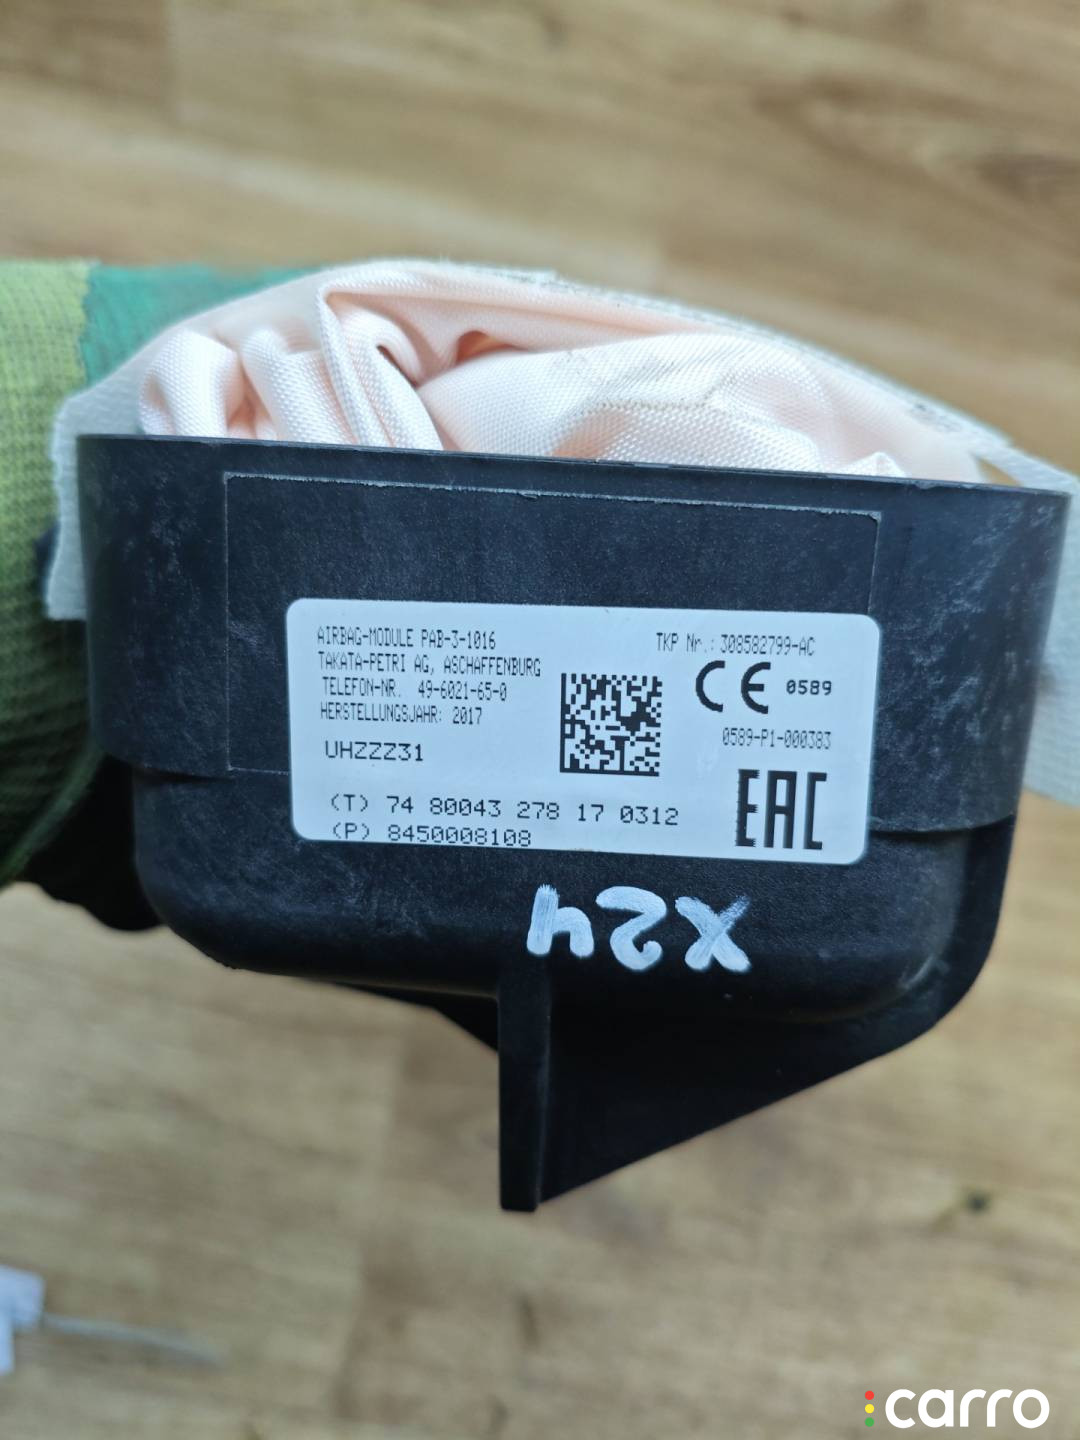 AIRBAG-MODULE PAB-3-1016
TAKATA-PETRI AG, ASCHAFFENBURG
TELEFON-NR. 49-6021-65-0
HERSTELLUNGSJAHR: 2017
UHZZZ31
TKP Nr.: 308582799-AC
CE 0589
0589-P1-000383
EAC
(T) 74 80043 278 17 0312
(P) 8450008108
X24
carro